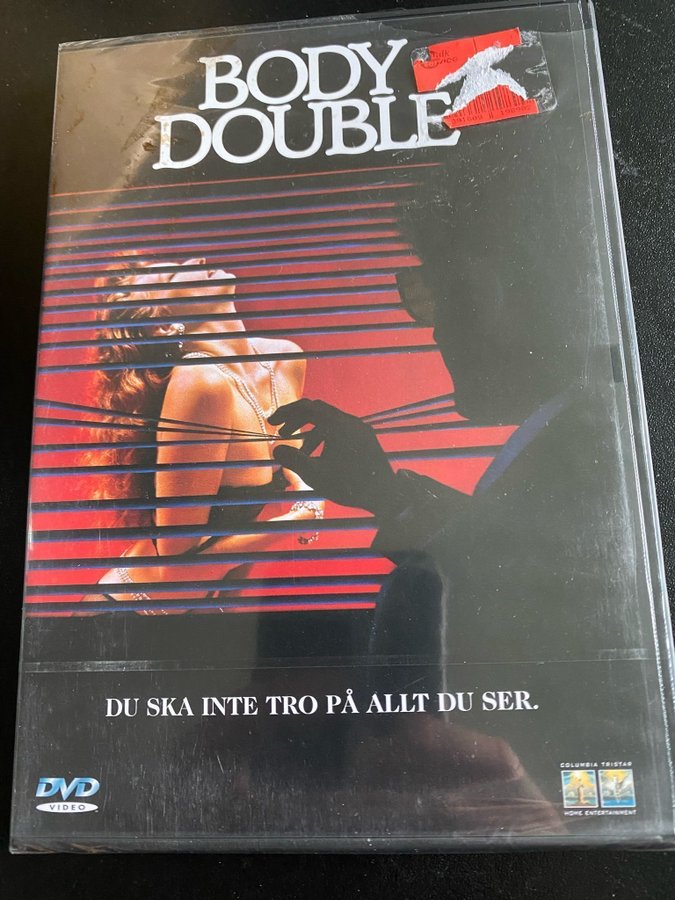 BODY
DOUBLE
DU SKA INTE TRO PÅ ALLT DU SER.
DVD
VIDEO
COLUMBIA TRISTAR
HOME ENTERTAINMENT